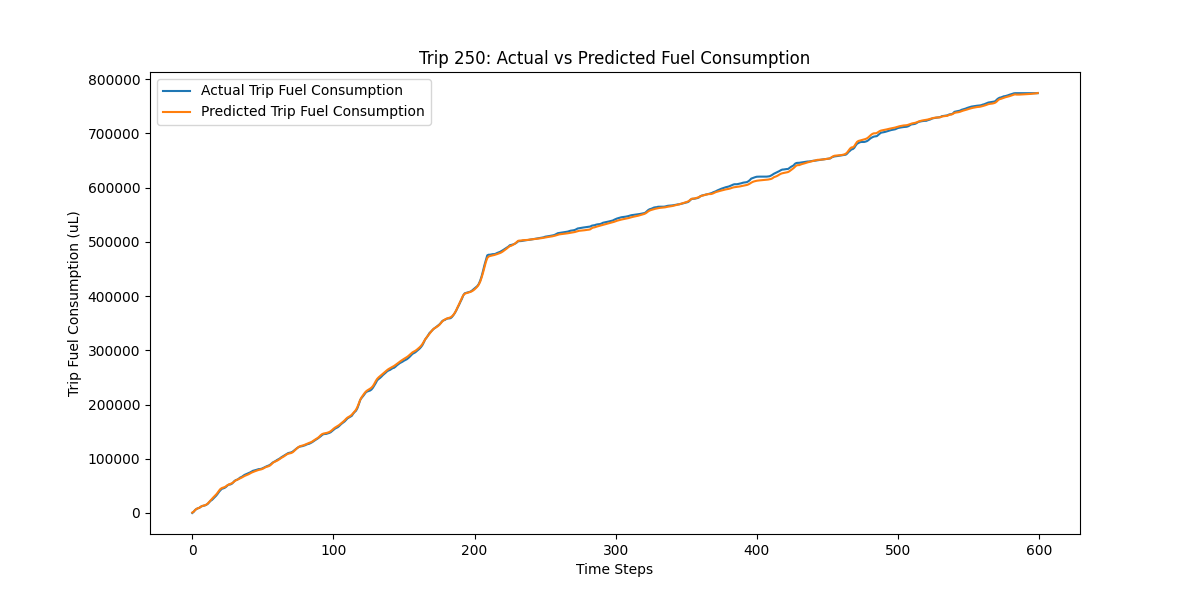 Trip 250: Actual vs Predicted Fuel Consumption
Actual Trip Fuel Consumption
Predicted Trip Fuel Consumption
Trip Fuel Consumption (uL)
800000
700000
600000
500000
400000
300000
200000
100000
0
0 100 200 300 400 500 600
Time Steps